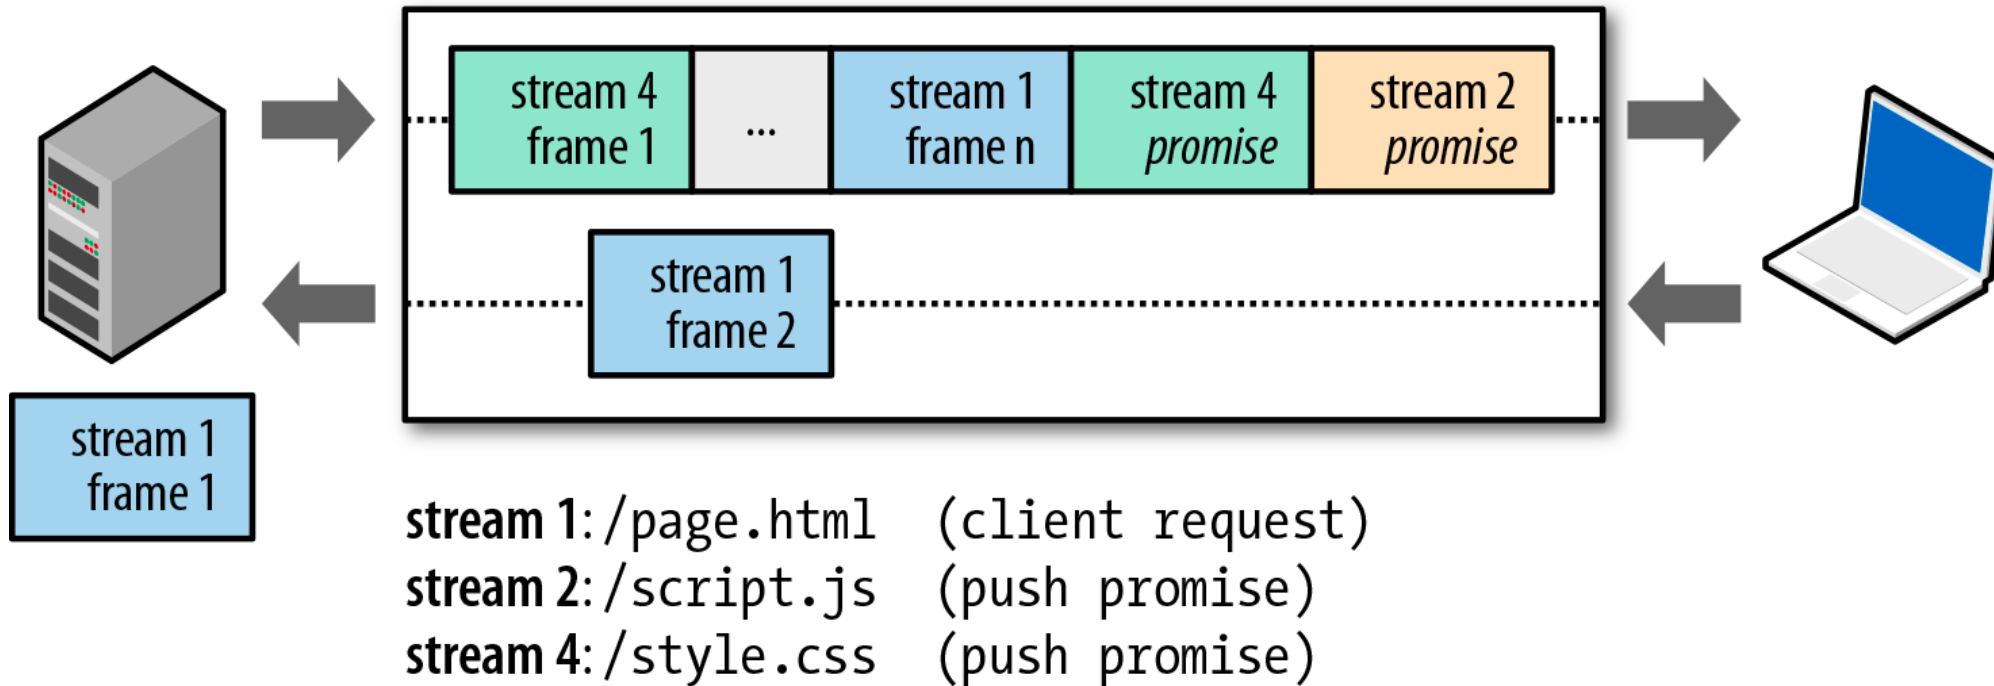 stream 4
frame 1
...
stream 1
frame n
stream 4
promise
stream 2
promise
stream 1
frame 2
stream 1
frame 1
stream 1: /page.html (client request)
stream 2: /script.js (push promise)
stream 4: /style.css (push promise)